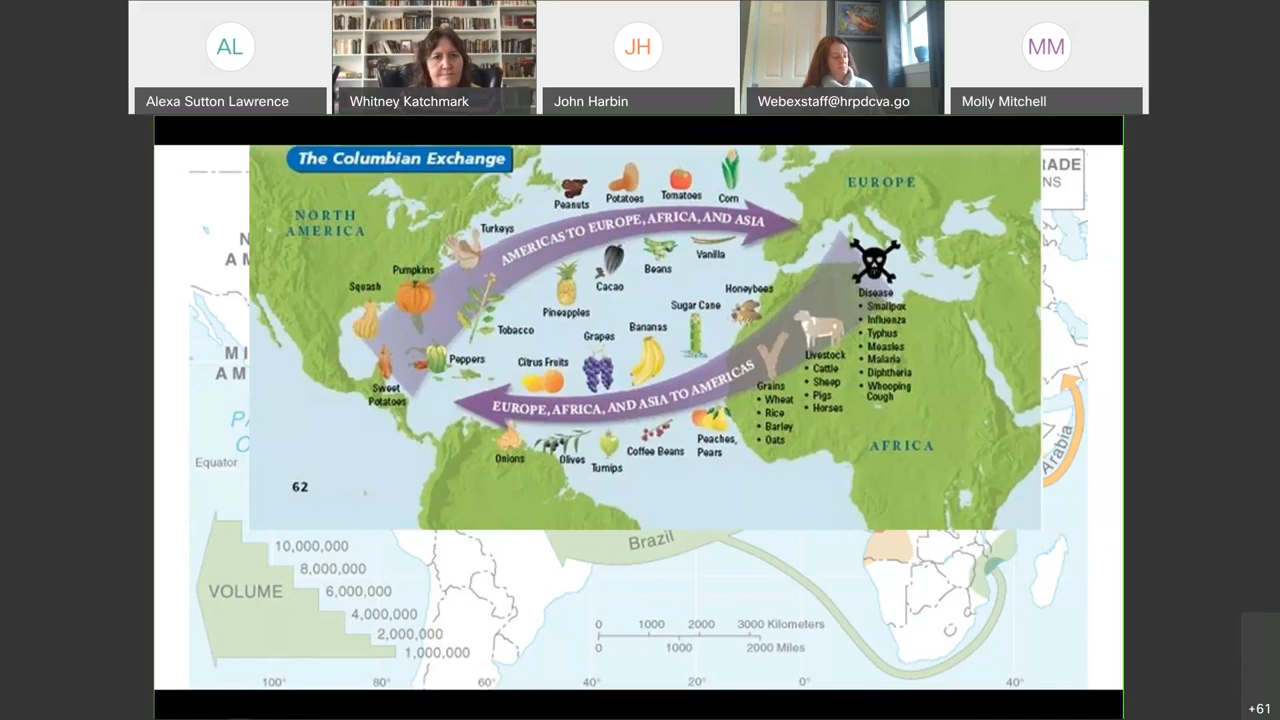 AL
JH
MM
Alexa Sutton Lawrence
Whitney Katchmark
John Harbin
Webexstaff@hrpdcva.go
Molly Mitchell
The Columbian Exchange
NORTH
AMERICA
EUROPE
AFRICA
Peanuts
Potatoes
Tomatoes
Corn
Turkeys
AMERICAS TO EUROPE, AFRICA, AND ASIA
Pumpkins
Squash
Cacao
Beans
Vanilla
Pineapples
Tobacco
Peppers
Sweet
Potatoes
Honeybees
Sugar Cane
Bananas
Grapes
Citrus Fruits
EUROPE, AFRICA, AND ASIA TO AMERICAS
Onions
Olives
Turnips
Coffee Beans
Peaches,
Pears
Grains
• Wheat
• Rice
• Barley
• Oats
Livestock
• Cattle
• Sheep
• Pigs
• Horses
Disease
• Smallpox
• Influenza
• Typhus
• Measles
• Malaria
• Diphtheria
• Whooping
Cough
62
RADE
NS
N
A M
MI
A M
P
O
Equator
Arabia
Brazil
VOLUME
10,000,000
8,000,000
6,000,000
4,000,000
2,000,000
1,000,000
0 1000 2000 3000 Kilometers
0 1000 2000 Miles
100° 80° 60° 40° 20° 0° 40°
+61